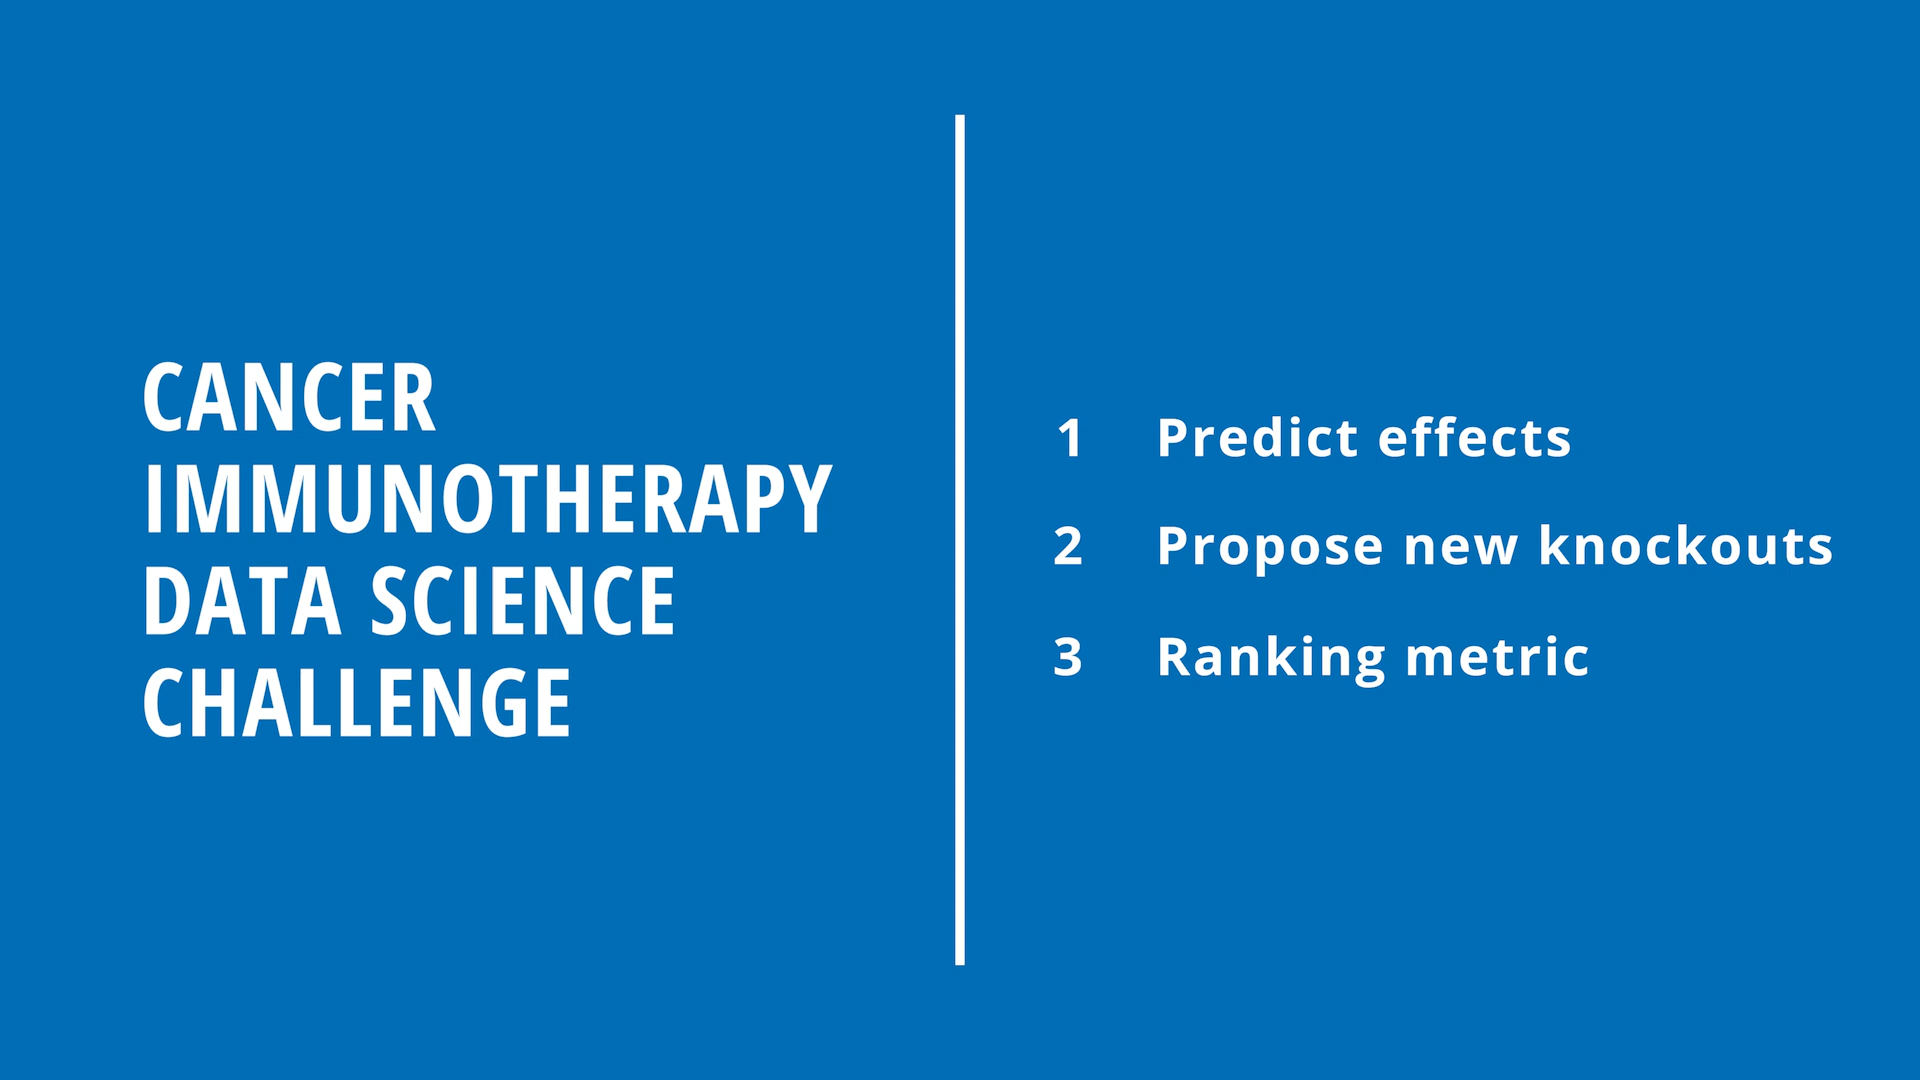 CANCER
IMMUNOTHERAPY
DATA SCIENCE
CHALLENGE
1 Predict effects
2 Propose new knockouts
3 Ranking metric